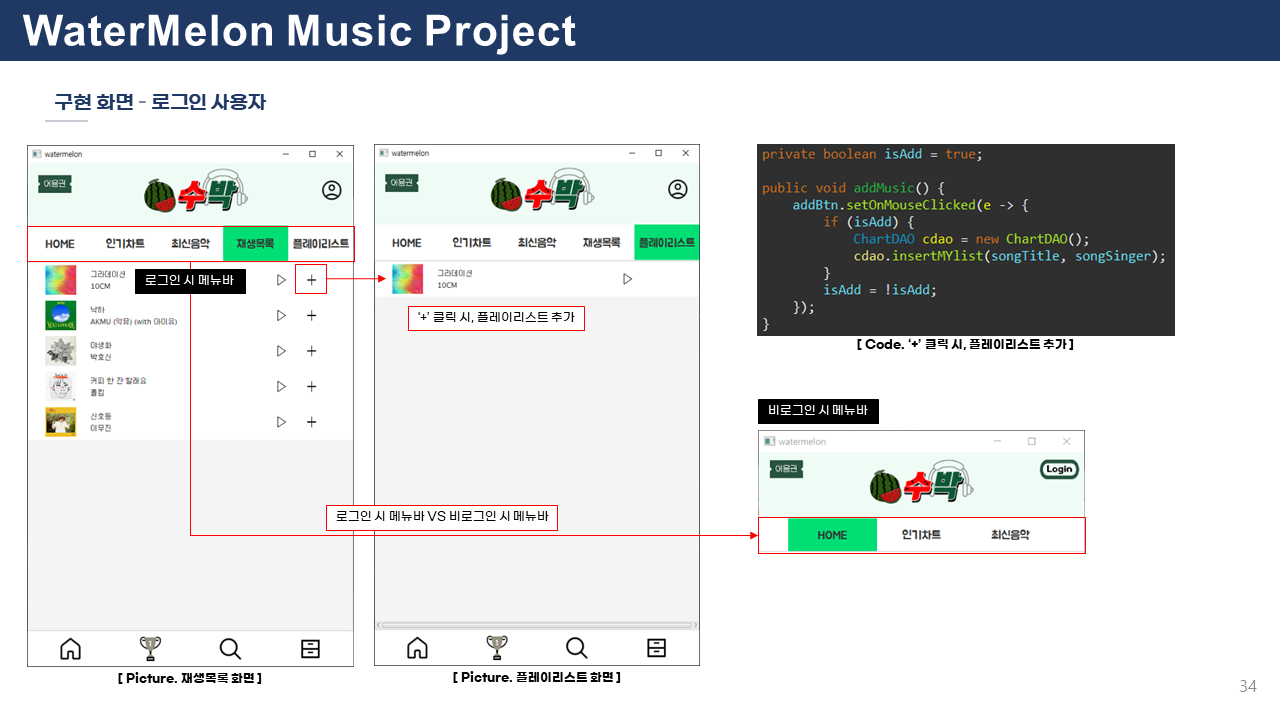 WaterMelon Music Project
구현 화면 - 로그인 사용자
watermelon
이용권
수박
HOME 인기차트 최신음악 재생목록 플레이리스트
로그인 시 메뉴바
그라데이션
10CM
낙하
AKMU (악뮤) (with 아이유)
야생화
박효신
커피 한 잔 할래요
폴킴
신호등
이무진
[ Picture. 재생목록 화면 ]
watermelon
이용권
수박
HOME 인기차트 최신음악 재생목록 플레이리스트
그라데이션
10CM
‘+’ 클릭 시, 플레이리스트 추가
로그인 시 메뉴바 VS 비로그인 시 메뉴바
[ Picture. 플레이리스트 화면 ]
private boolean isAdd = true;
public void addMusic() {
addBtn.setOnMouseClicked(e -> {
if (isAdd) {
ChartDAO cdao = new ChartDAO();
cdao.insertMYlist(songTitle, songSinger);
}
isAdd = !isAdd;
});
}
[ Code. ‘+’ 클릭 시, 플레이리스트 추가 ]
비로그인 시 메뉴바
watermelon
이용권
수박
Login
HOME 인기차트 최신음악
34